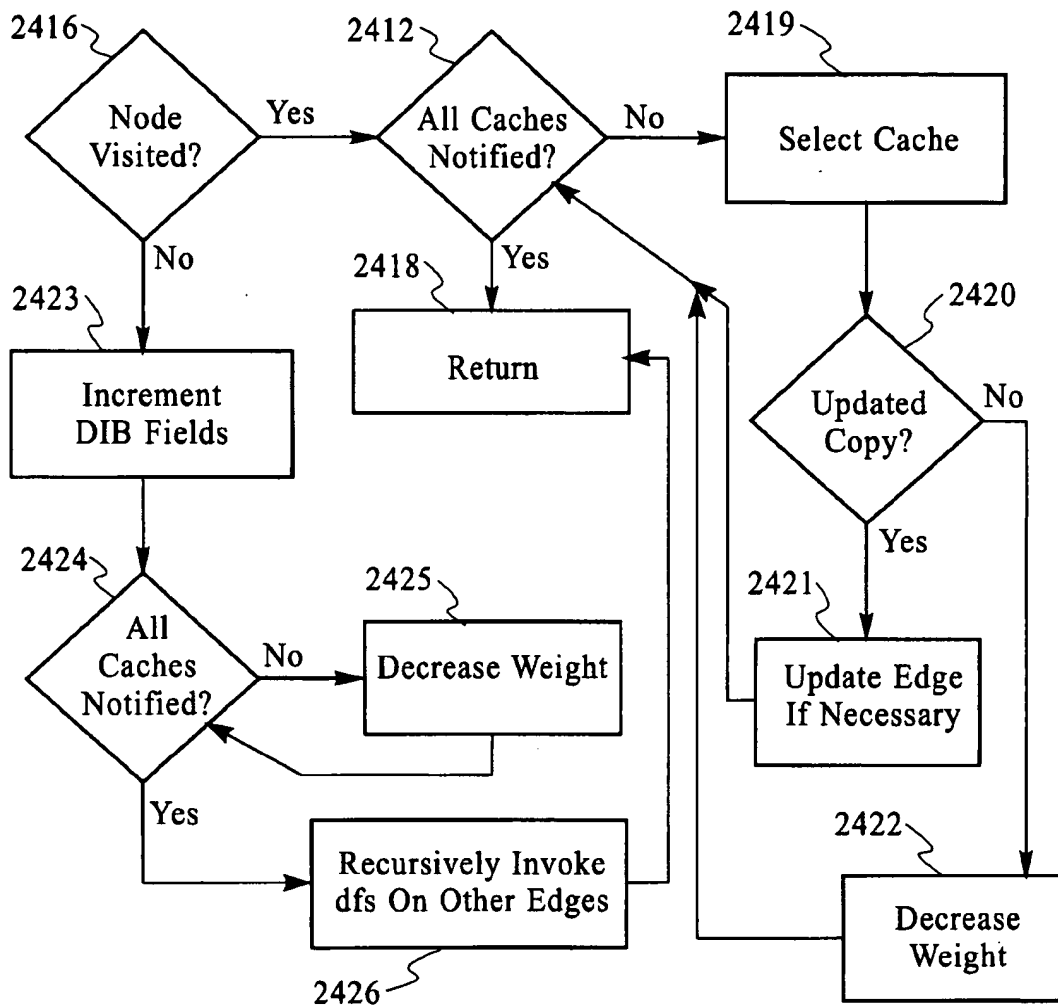 2416
2412
2419
Node
Visited?
Yes
All Caches
Notified?
No
Select Cache
No
Yes
2423
2418
2420
Increment
DIB Fields
Return
Updated
Copy?
No
Yes
2424
2425
2421
All
Caches
Notified?
No
Decrease Weight
Update Edge
If Necessary
Yes
2422
Recursively Invoke
dfs On Other Edges
Decrease
Weight
2426